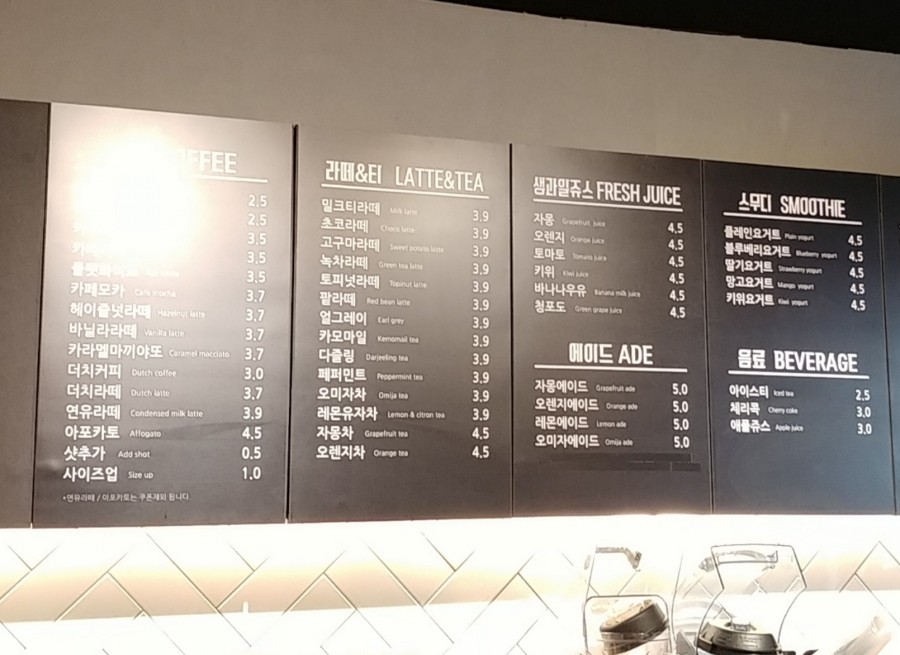 2.5
2.5
3.5
3.5
3.5
카페모카 Cafe mocha 3.7
헤이즐넛라떼 Hazelnut latte 3.7
바닐라라떼 Vanilla latte 3.7
카라멜마끼야또 Caramel macciato 3.7
더치커피 Dutch coffee 3.0
더치라떼 Dutch latte 3.7
연유라떼 Condensed milk latte 3.9
아포카토 Affogato 4.5
샷추가 Add shot 0.5
사이즈업 Size up 1.0
*연유라떼 / 아포카토는 쿠폰제외 됩니다.
라떼&티 LATTE&TEA
밀크티라떼 Milk latte 3.9
초코라떼 Choco latte 3.9
고구마라떼 Sweet potato latte 3.9
녹차라떼 Green tea latte 3.9
토피넛라떼 Topinut latte 3.9
팥라떼 Red bean latte 3.9
얼그레이 Earl grey 3.9
카모마일 Kemomail tea 3.9
다즐링 Darjeeling tea 3.9
페퍼민트 Peppermint tea 3.9
오미자차 Omija tea 3.9
레몬유자차 Lemon & citron tea 3.9
자몽차 Grapefruit tea 4.5
오렌지차 Orange tea 4.5
생과일쥬스 FRESH JUICE
자몽 Grapefruit juice 4.5
오렌지 Orange juice 4.5
토마토 Tomato juice 4.5
키위 Kiwi juice 4.5
바나나우유 Banana milk juice 4.5
청포도 Green grape juice 4.5
에이드 ADE
자몽에이드 Grapefruit ade 5.0
오렌지에이드 Orange ade 5.0
레몬에이드 Lemon ade 5.0
오미자에이드 Omija ade 5.0
스무디 SMOOTHIE
플레인요거트 Plain yogurt 4.5
블루베리요거트 Blueberry yogurt 4.5
딸기요거트 Strawberry yogurt 4.5
망고요거트 Mango yogurt 4.5
키위요거트 Kiwi yogurt 4.5
음료 BEVERAGE
아이스티 Iced tea 2.5
체리콕 Cherry coke 3.0
애플쥬스 Apple juice 3.0